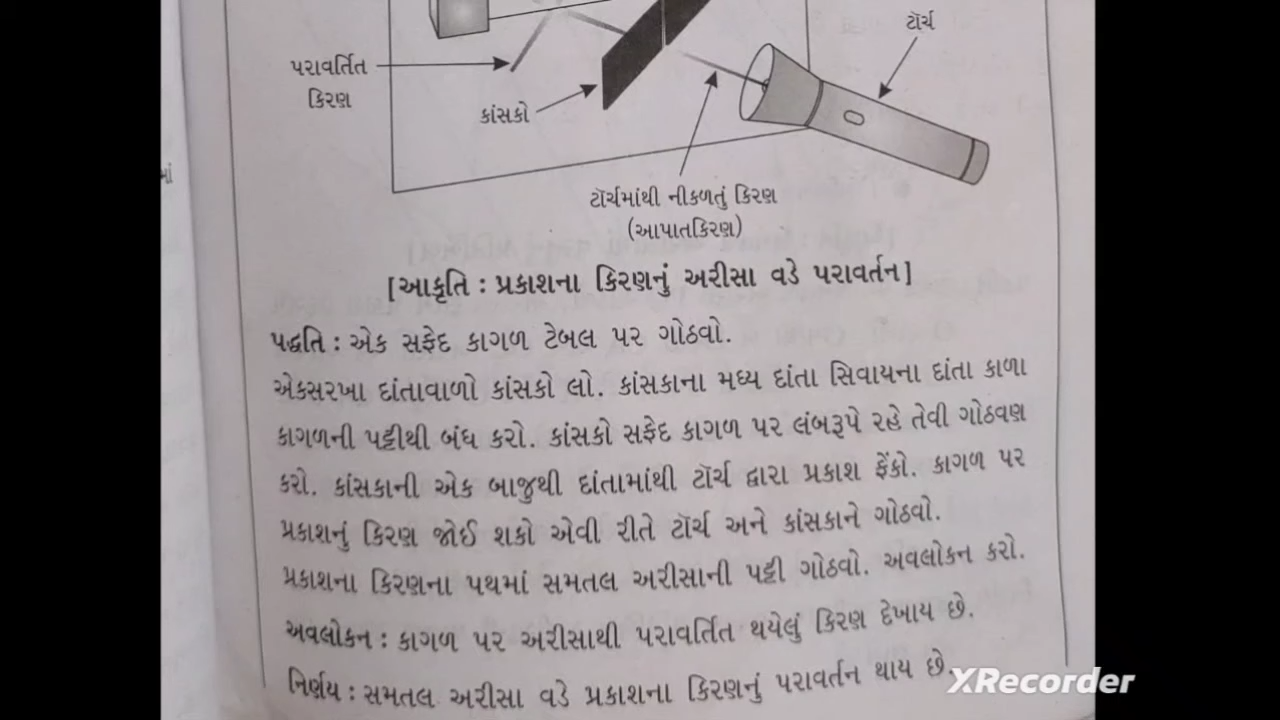 ટૉર્ચ
પરાવર્તિત
કિરણ
કાંસકો
ટૉર્ચમાંથી નીકળતું કિરણ
(આપાતકિરણ)
[આકૃતિ : પ્રકાશના કિરણનું અરીસા વડે પરાવર્તન]
પદ્ધતિ : એક સફેદ કાગળ ટેબલ પર ગોઠવો.
એકસરખા દાંતાવાળો કાંસકો લો. કાંસકાના મધ્ય દાંતા સિવાયના દાંતા કાળા
કાગળની પટ્ટીથી બંધ કરો. કાંસકો સફેદ કાગળ પર લંબરૂપે રહે તેવી ગોઠવણ
કરો. કાંસકાની એક બાજુથી દાંતામાંથી ટૉર્ચ દ્વારા પ્રકાશ ફેંકો. કાગળ પર
પ્રકાશનું કિરણ જોઈ શકો એવી રીતે ટૉર્ચ અને કાંસકાને ગોઠવો.
પ્રકાશના કિરણના પથમાં સમતલ અરીસાની પટ્ટી ગોઠવો. અવલોકન કરો.
અવલોકન : કાગળ પર અરીસાથી પરાવર્તિત થયેલું કિરણ દેખાય છે.
નિર્ણય : સમતલ અરીસા વડે પ્રકાશના કિરણનું પરાવર્તન થાય છે.
XRecorder